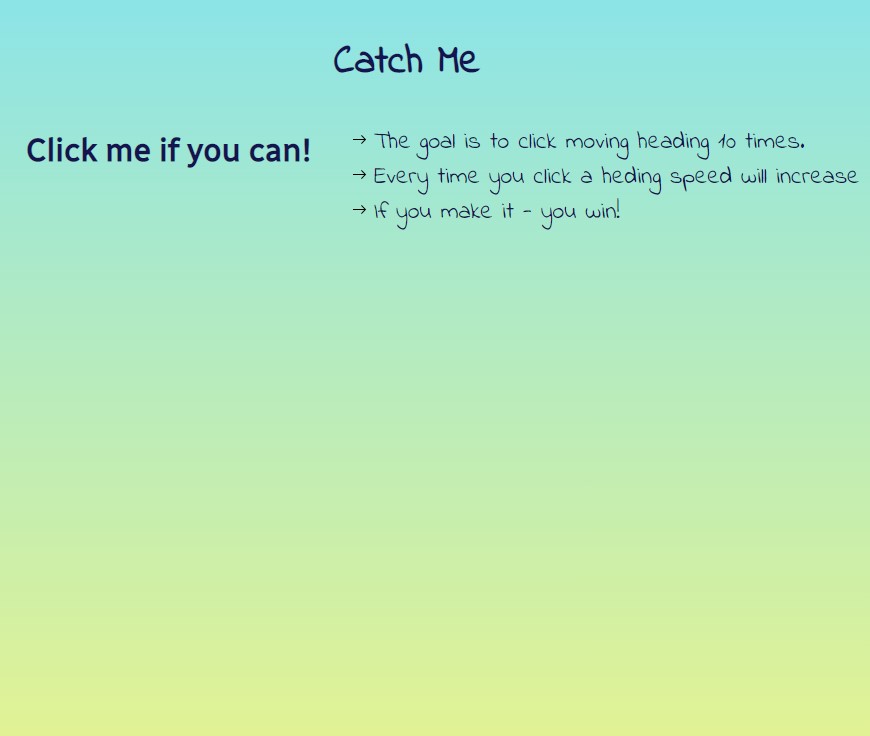 Catch Me
Click me if you can!
→ The goal is to click moving heading 10 times.
→ Every time you click a heding speed will increase
→ If you make it - you win!